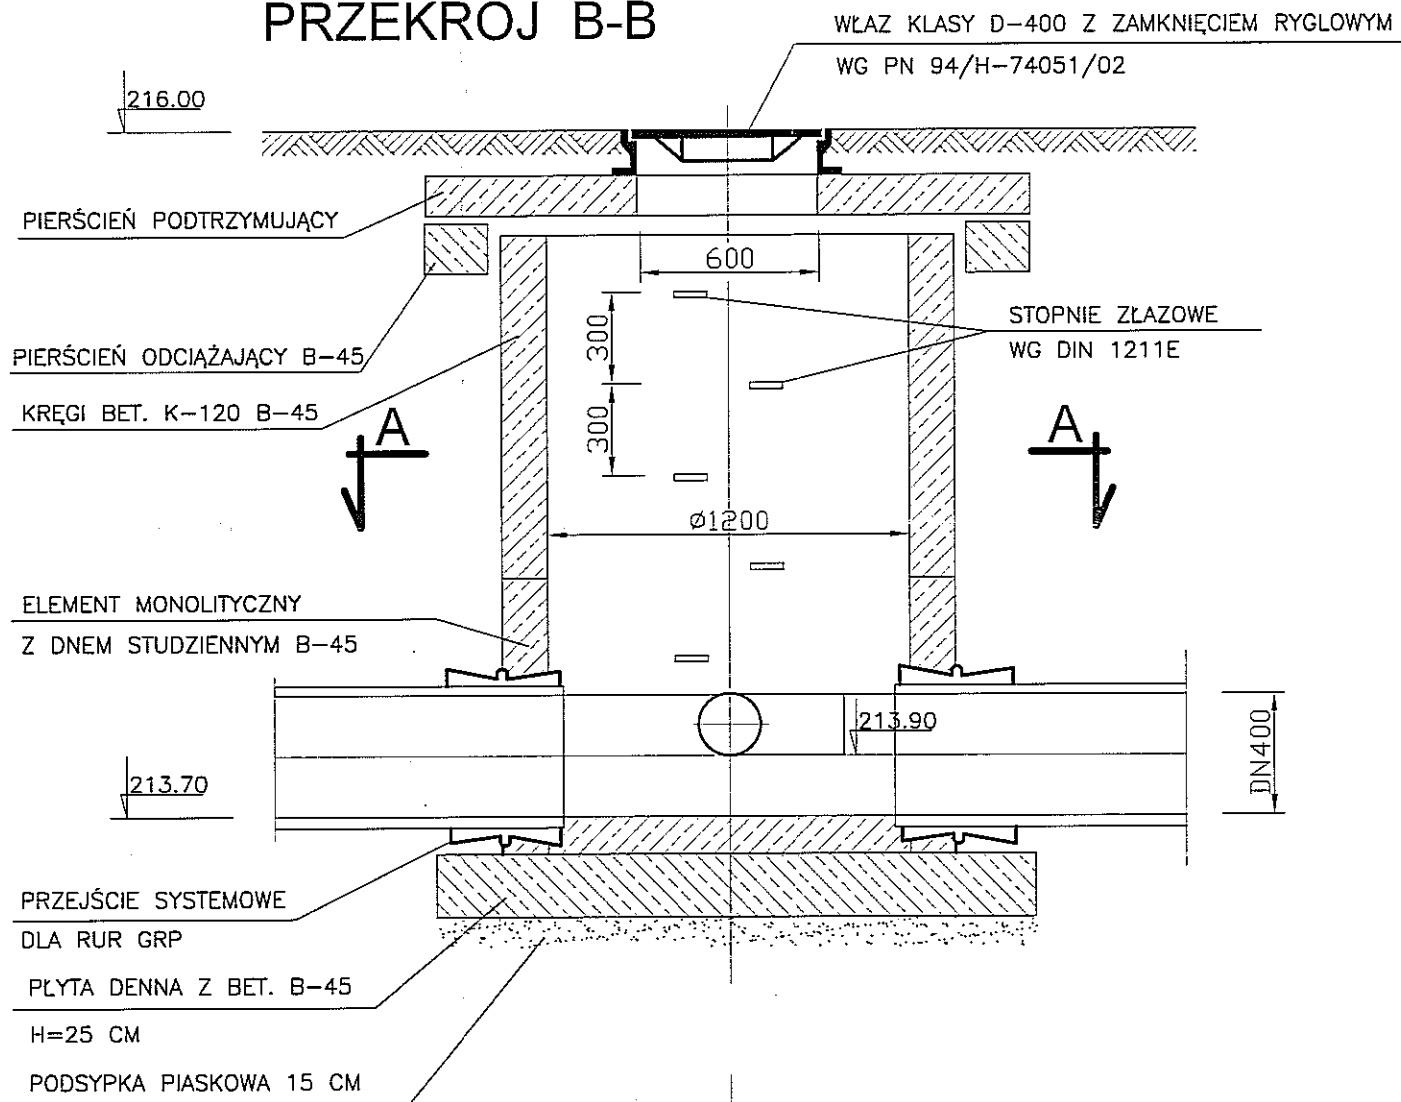 PRZEKROJ B-B
WŁAZ KLASY D-400 Z ZAMKNIĘCIEM RYGLOWYM
WG PN 94/H-74051/02
216.00
PIERŚCIEŃ PODTRZYMUJĄCY
600
300
STOPNIE ZŁAZOWE
WG DIN 1211E
PIERŚCIEŃ ODCIĄŻAJĄCY B-45
KRĘGI BET. K-120 B-45
300
A
A
ø1200
ELEMENT MONOLITYCZNY
Z DNEM STUDZIENNYM B-45
213.90
DN400
213.70
PRZEJŚCIE SYSTEMOWE
DLA RUR GRP
PŁYTA DENNA Z BET. B-45
H=25 CM
PODSYPKA PIASKOWA 15 CM